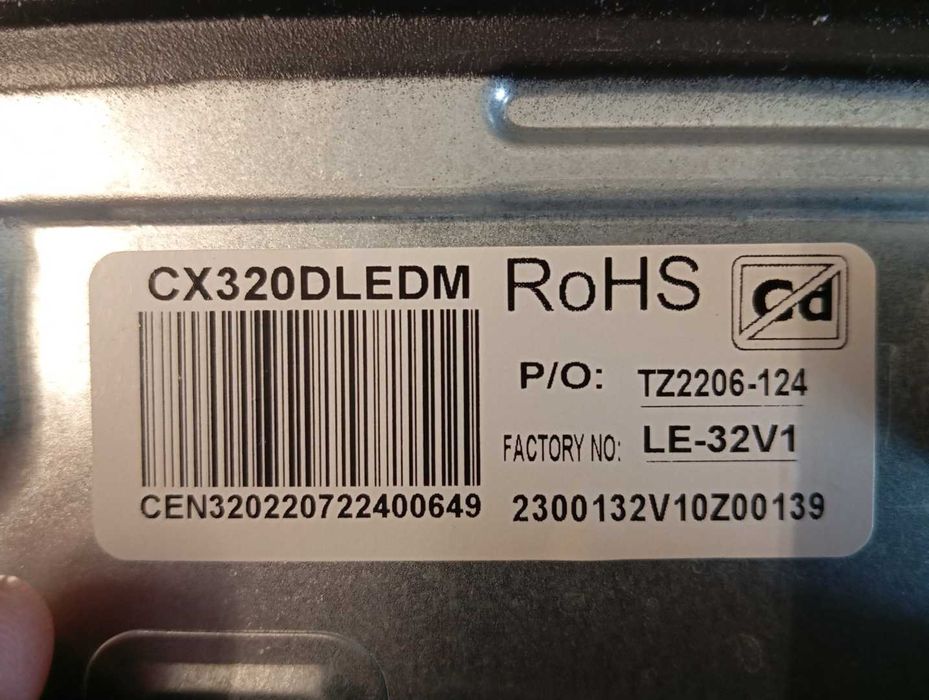 CX320DLEDM
RoHS
Cd
P/O: TZ2206-124
FACTORY NO: LE-32V1
CEN320220722400649
2300132V10Z00139